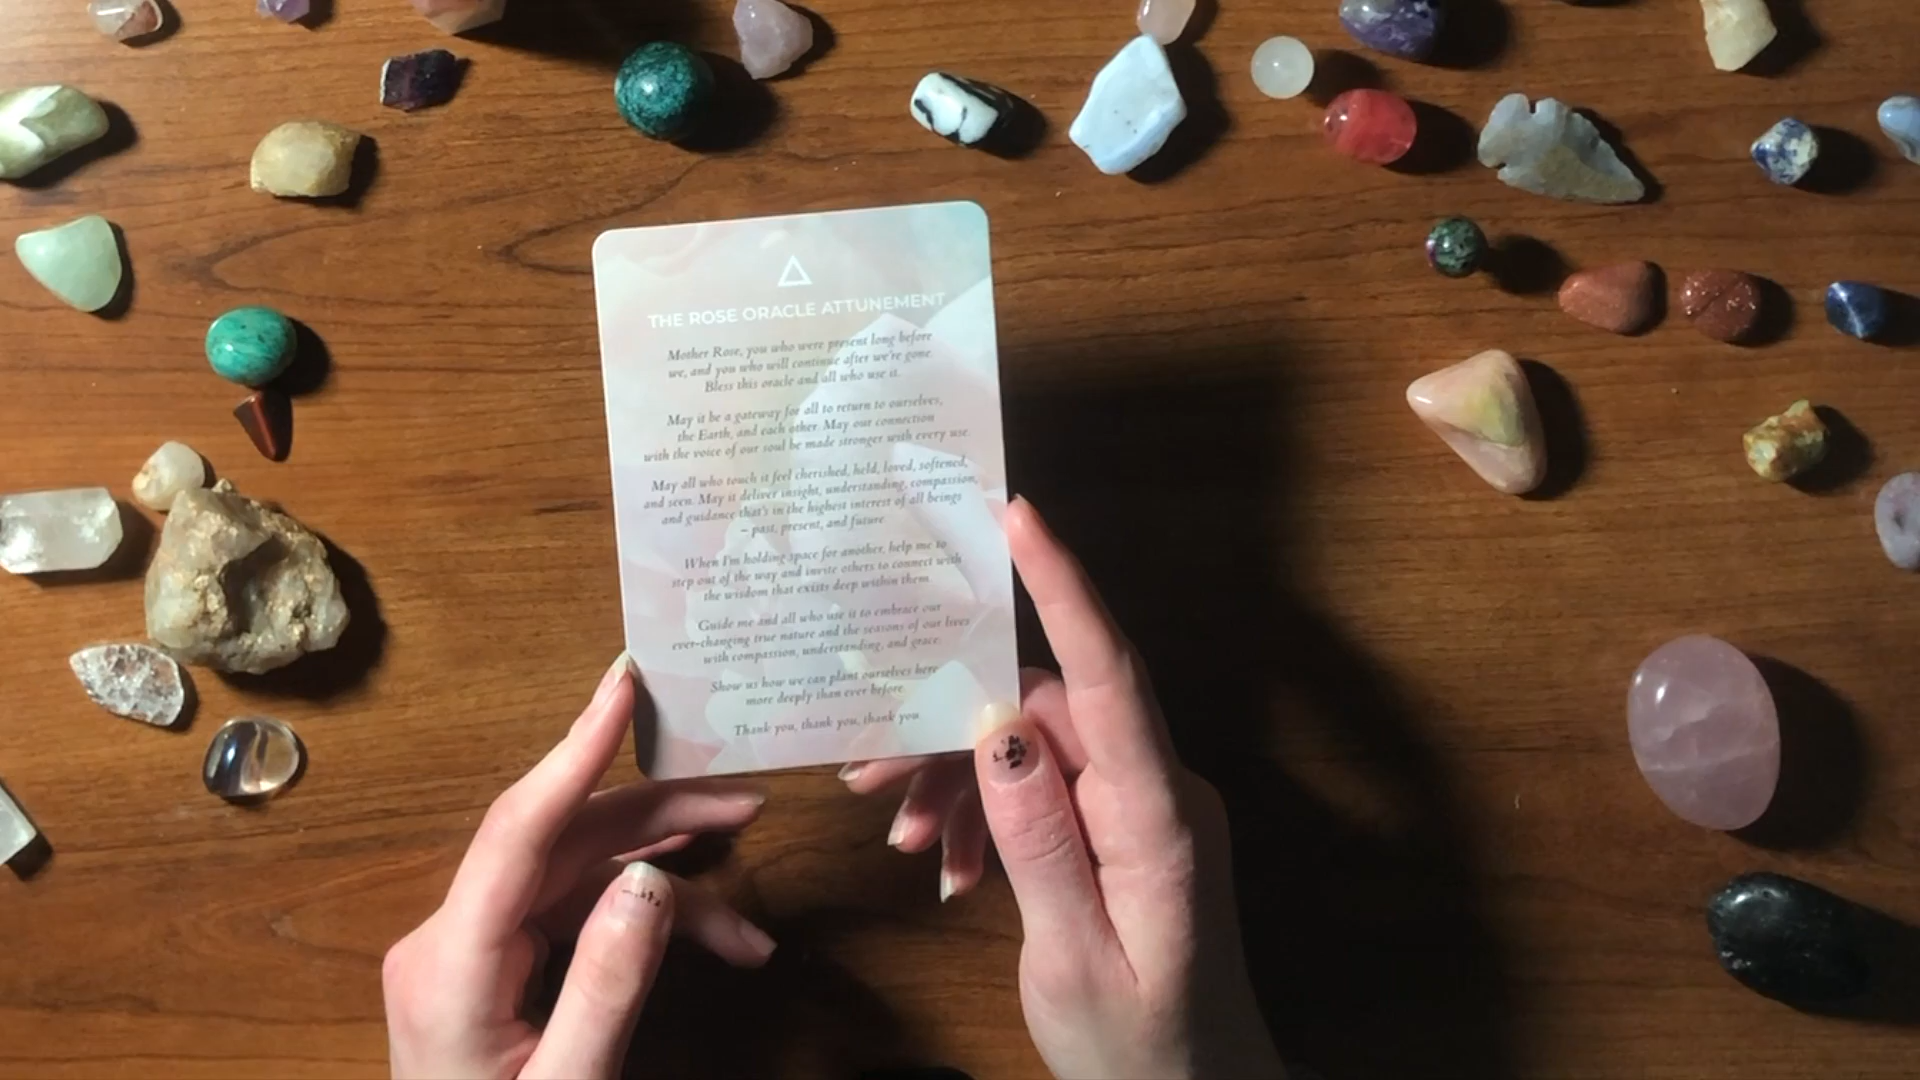 THE ROSE ORACLE ATTUNEMENT
Mother Rose, you who were present long before
we, and you who will continue after we're gone.
Bless this oracle and all who use it.
May it be a gateway for all to return to ourselves,
the Earth, and each other. May our connection
with the voice of our soul be made stronger with every use.
May all who touch it feel cherished, held, loved, softened,
and seen. May it deliver insight, understanding, compassion,
and guidance that's in the highest interest of all beings
– past, present, and future.
When I'm holding space for another, help me to
step out of the way and invite others to connect with
the wisdom that exists deep within them.
Guide me and all who use it to embrace our
ever-changing true nature and the seasons of our lives
with compassion, understanding, and grace.
Show us how we can plant ourselves here
more deeply than ever before.
Thank you, thank you, thank you.